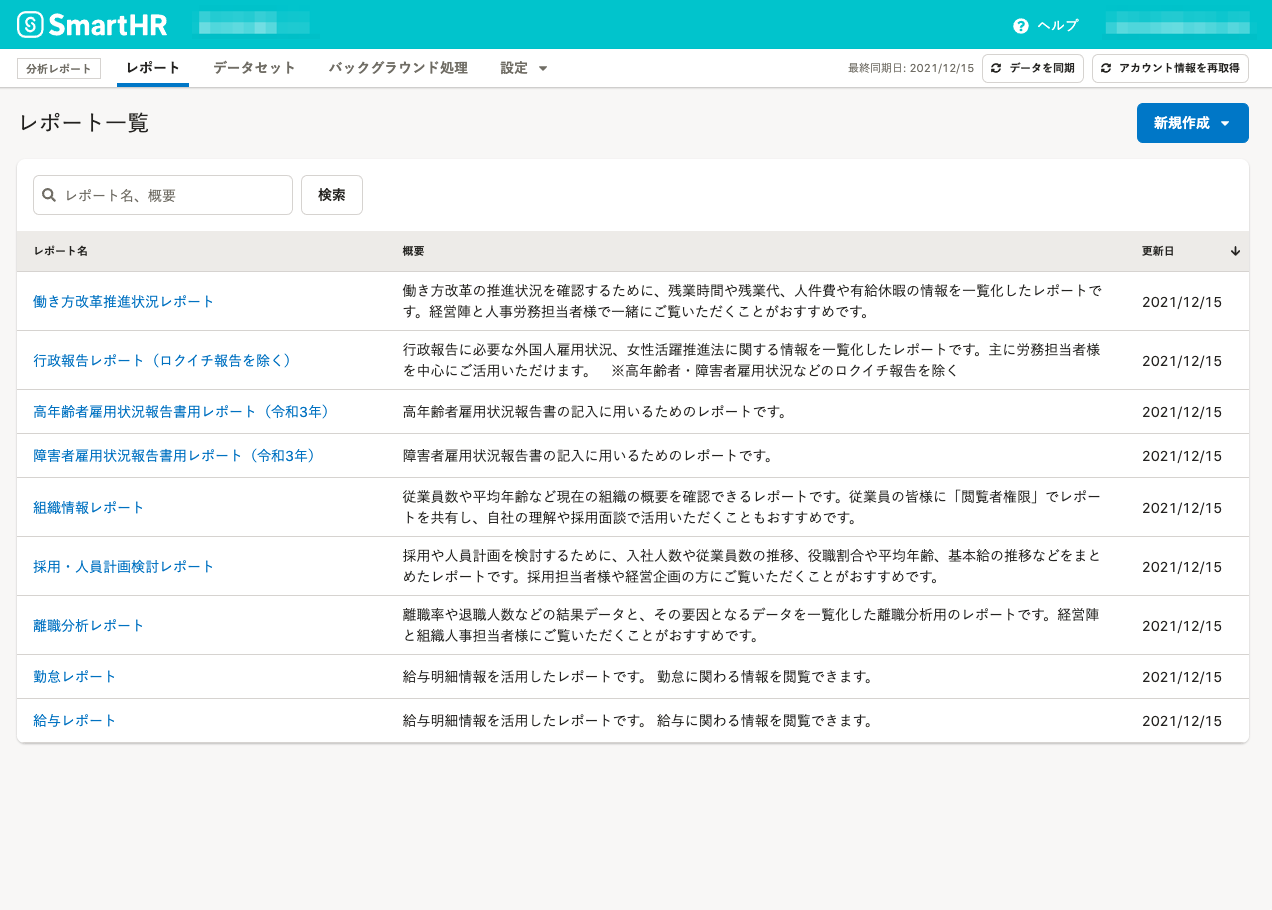 SmartHR
ヘルプ
分析レポート
レポート
データセット
バックグラウンド処理
設定
最終同期日: 2021/12/15
データを同期
アカウント情報を再取得
レポート一覧
新規作成
レポート名、概要
検索
レポート名
概要
更新日
働き方改革推進状況レポート
働き方改革の推進状況を確認するために、残業時間や残業代、人件費や有給休暇の情報を一覧化したレポートで
す。経営陣と人事労務担当者様で一緒にご覧いただくことがおすすめです。
2021/12/15
行政報告レポート（ロクイチ報告を除く）
行政報告に必要な外国人雇用状況、女性活躍推進法に関する情報を一覧化したレポートです。主に労務担当者様
を中心にご活用いただけます。　※高年齢者・障害者雇用状況などのロクイチ報告を除く
2021/12/15
高年齢者雇用状況報告書用レポート（令和3年）
高年齢者雇用状況報告書の記入に用いるためのレポートです。
2021/12/15
障害者雇用状況報告書用レポート（令和3年）
障害者雇用状況報告書の記入に用いるためのレポートです。
2021/12/15
組織情報レポート
従業員数や平均年齢など現在の組織の概要を確認できるレポートです。従業員の皆様に「閲覧者権限」でレポー
トを共有し、自社の理解や採用面談で活用いただくこともおすすめです。
2021/12/15
採用・人員計画検討レポート
採用や人員計画を検討するために、入社人数や従業員数の推移、役職割合や平均年齢、基本給の推移などをまと
めたレポートです。採用担当者様や経営企画の方にご覧いただくことがおすすめです。
2021/12/15
離職分析レポート
離職率や退職人数などの結果データと、その要因となるデータを一覧化した離職分析用のレポートです。経営陣
と組織人事担当者様にご覧いただくことがおすすめです。
2021/12/15
勤怠レポート
給与明細情報を活用したレポートです。 勤怠に関わる情報を閲覧できます。
2021/12/15
給与レポート
給与明細情報を活用したレポートです。 給与に関わる情報を閲覧できます。
2021/12/15